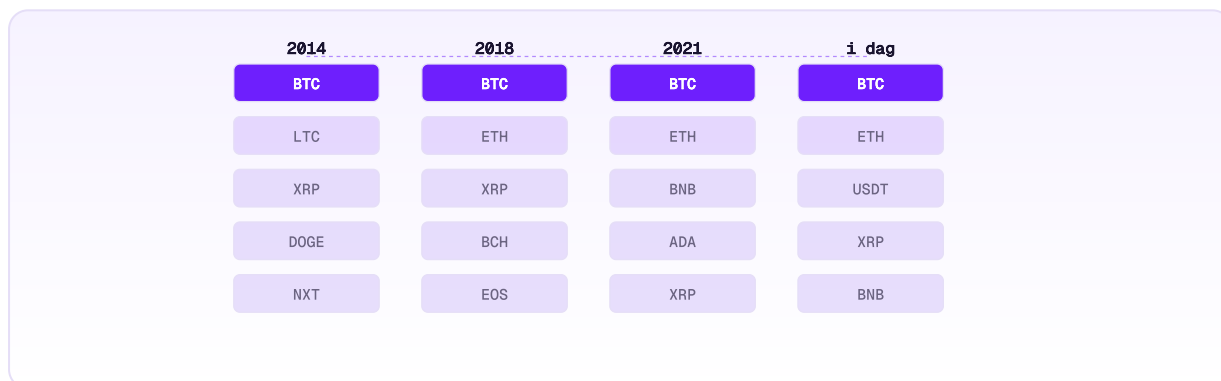 2014 2018 2021 i dag
BTC BTC BTC BTC
LTC ETH ETH ETH
XRP XRP BNB USDT
DOGE BCH ADA XRP
NXT EOS XRP BNB